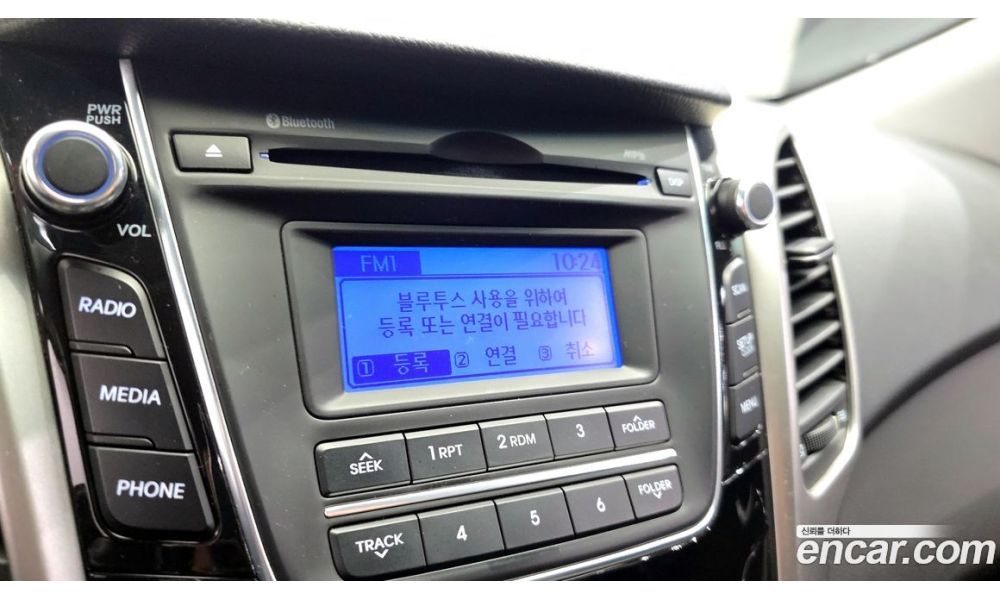 PWR
PUSH
Bluetooth
MP3
DISP
VOL
FM1 10:24
블루투스 사용을 위하여
등록 또는 연결이 필요합니다
1 등록 2 연결 3 취소
RADIO
MEDIA
PHONE
SCAN
SETUP
MENU
SEEK
1 RPT
2 RDM
3
FOLDER
TRACK
4
5
6
FOLDER
신뢰를 더하다
encar.com